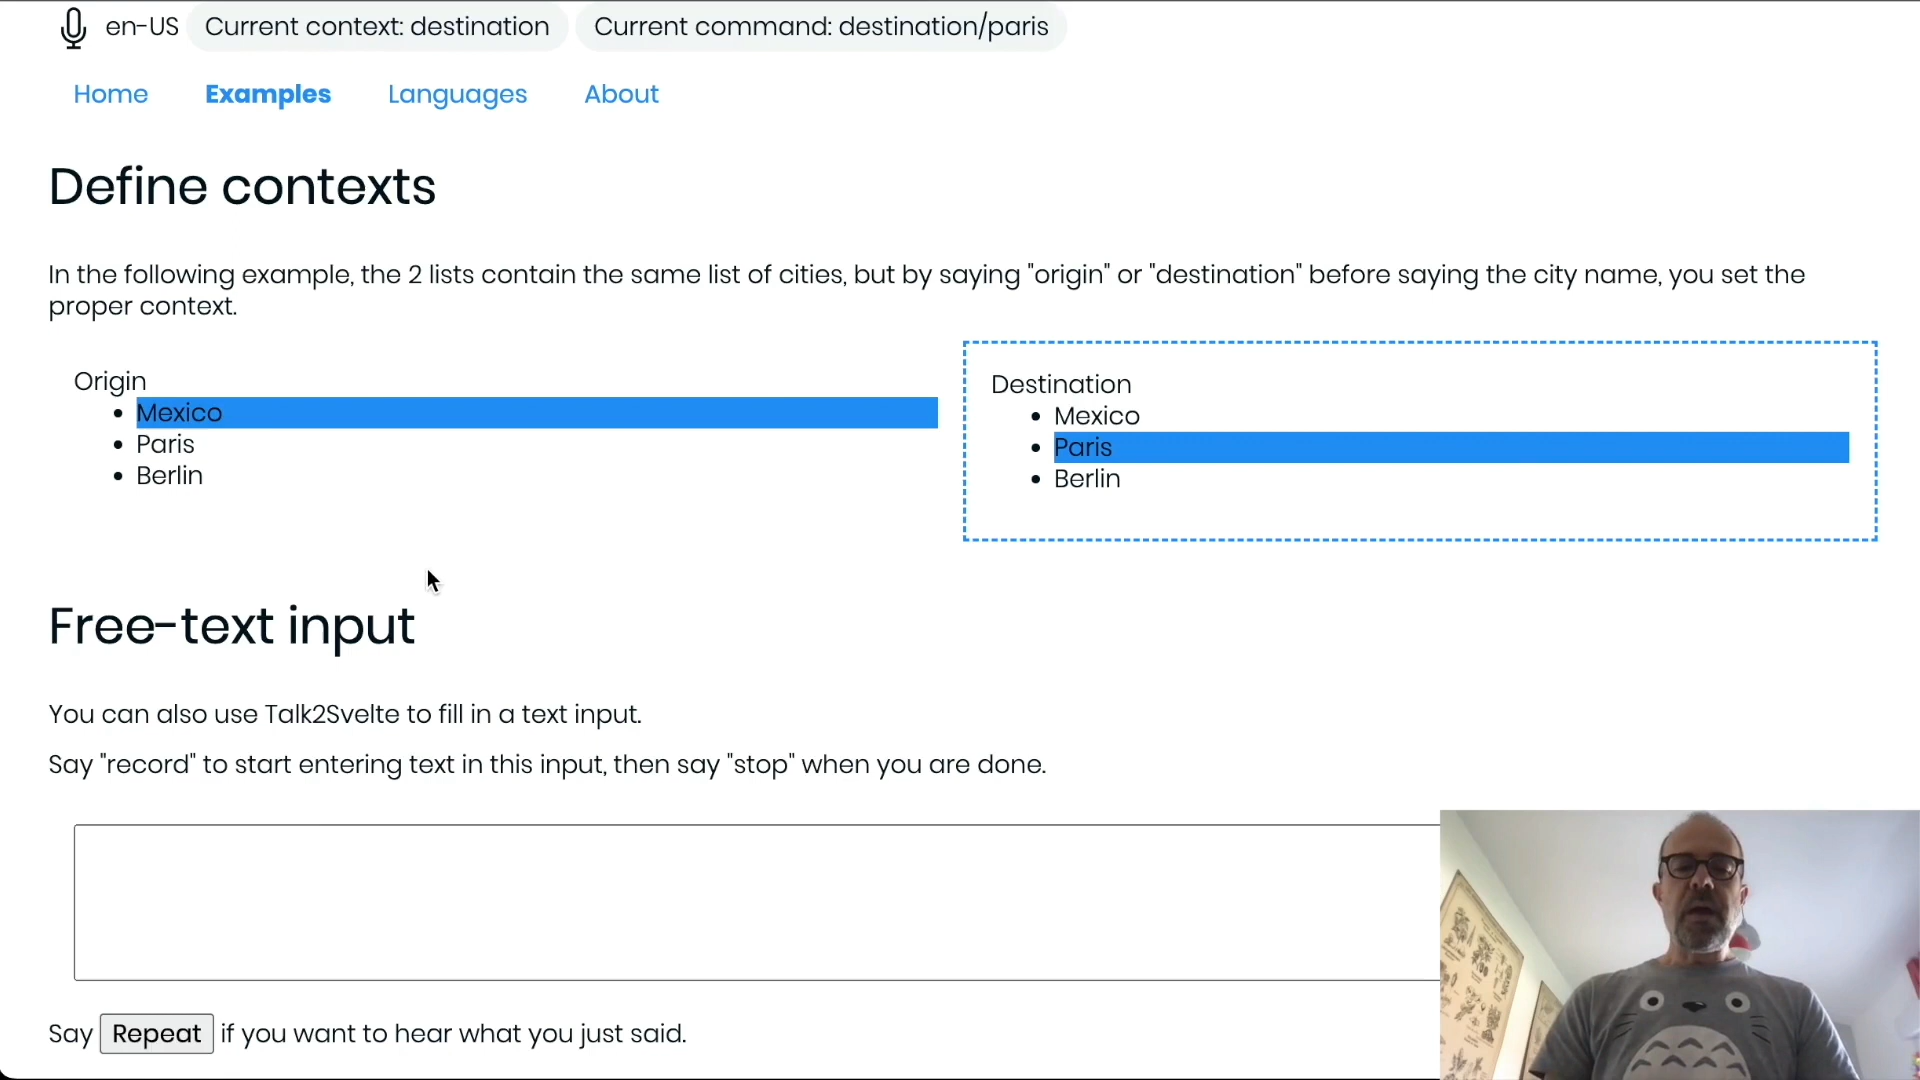 en-US Current context: destination Current command: destination/paris
Home Examples Languages About
Define contexts
In the following example, the 2 lists contain the same list of cities, but by saying "origin" or "destination" before saying the city name, you set the
proper context.
Origin
Mexico
Paris
Berlin
Destination
Mexico
Paris
Berlin
Free-text input
You can also use Talk2Svelte to fill in a text input.
Say "record" to start entering text in this input, then say "stop" when you are done.
Say Repeat if you want to hear what you just said.